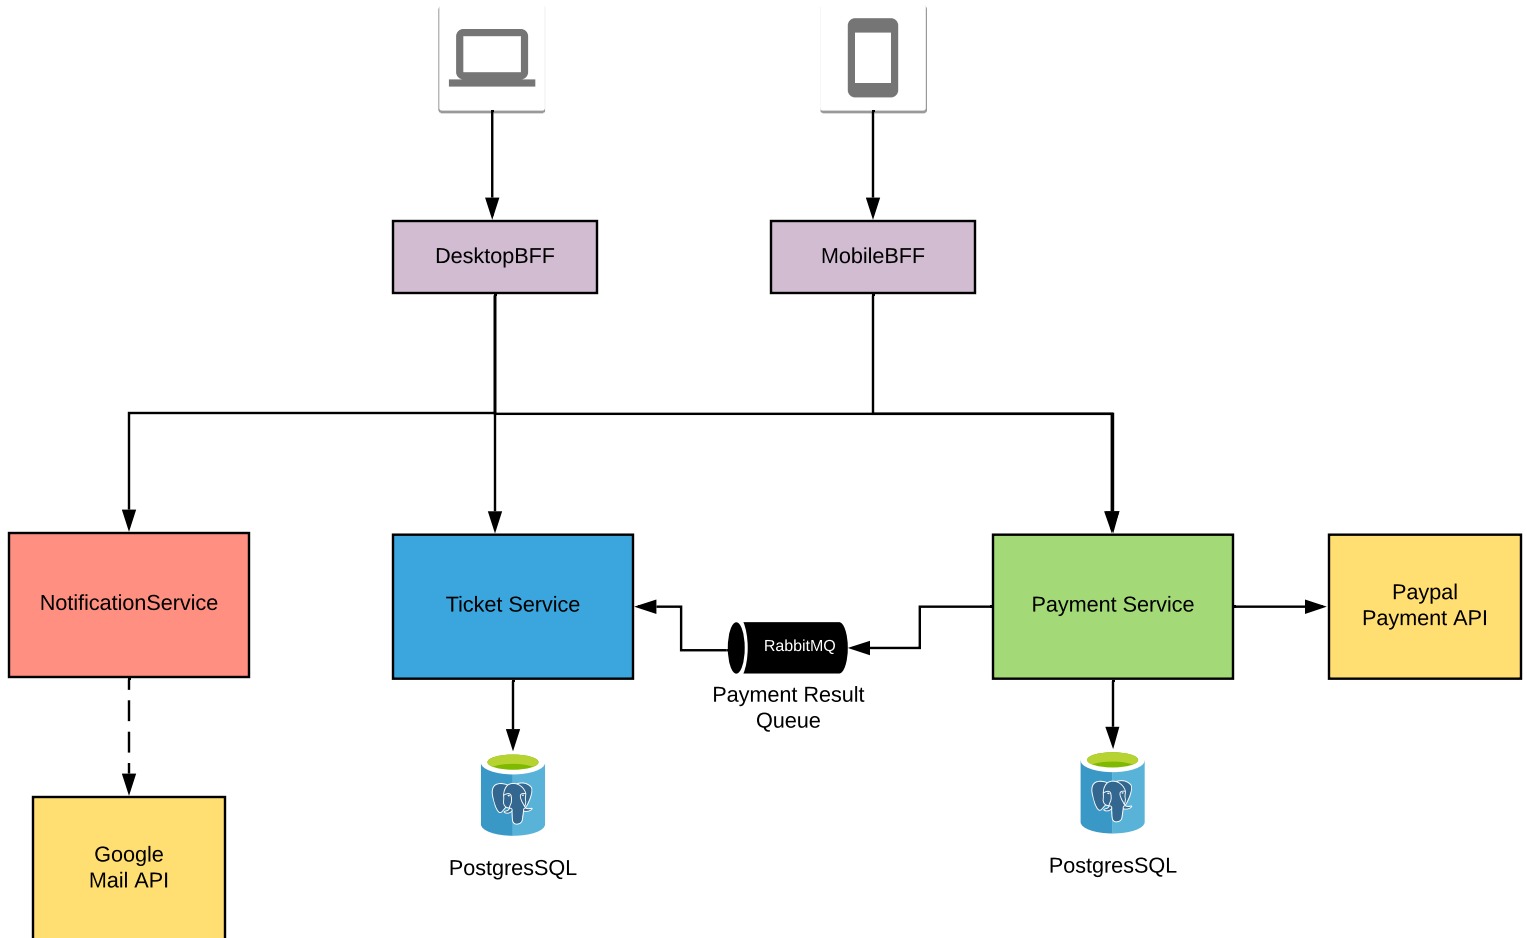 DesktopBFF
MobileBFF
NotificationService
Ticket Service
Payment Service
Paypal
Payment API
RabbitMQ
Payment Result
Queue
Google
Mail API
PostgresSQL
PostgresSQL